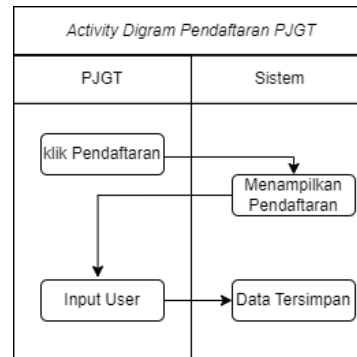 Activity Digram Pendaftaran PJGT
PJGT
Sistem
klik Pendaftaran
Menampilkan
Pendaftaran
Input User
Data Tersimpan